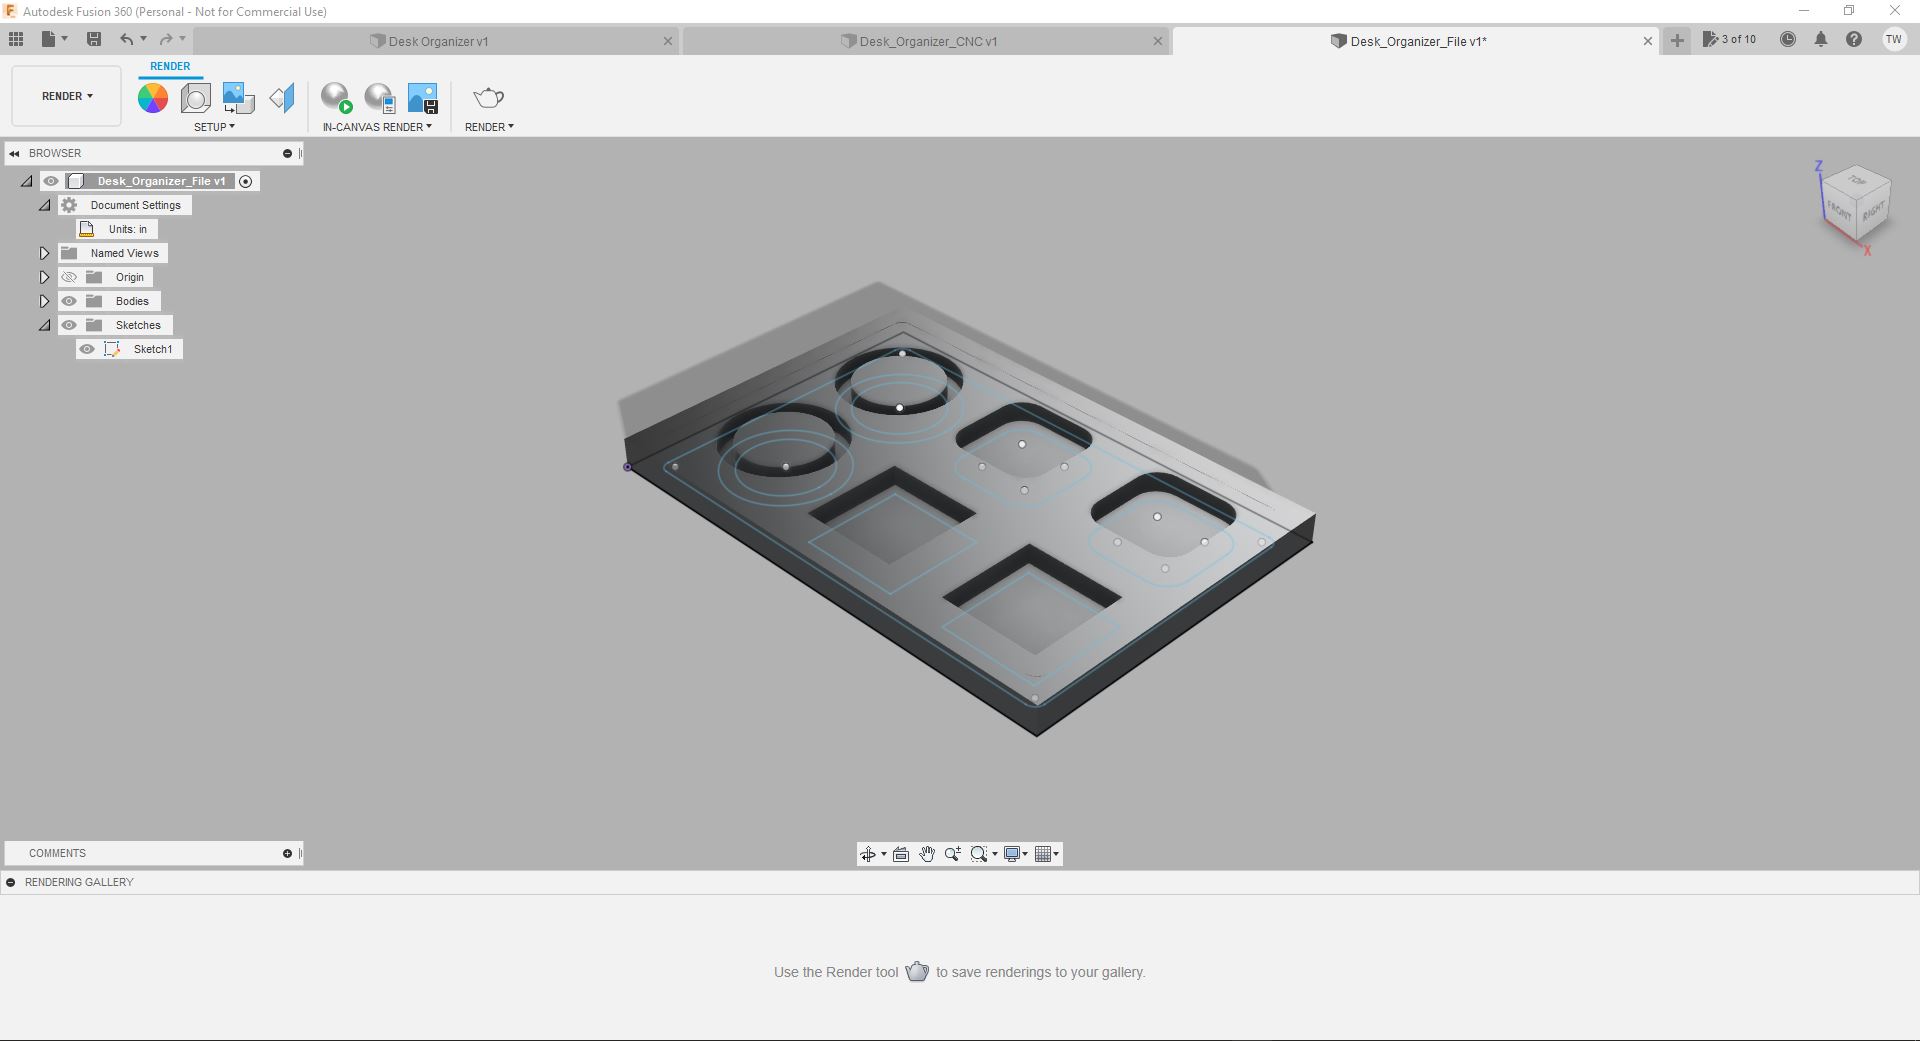 Autodesk Fusion 360 (Personal - Not for Commercial Use)
Desk Organizer v1
Desk_Organizer_CNC v1
Desk_Organizer_File v1*
3 of 10
TW
RENDER
RENDER
SETUP
IN-CANVAS RENDER
RENDER
BROWSER
Desk_Organizer_File v1
Document Settings
Units: in
Named Views
Origin
Bodies
Sketches
Sketch1
Z
TOP
FRONT
RIGHT
X
COMMENTS
RENDERING GALLERY
Use the Render tool to save renderings to your gallery.